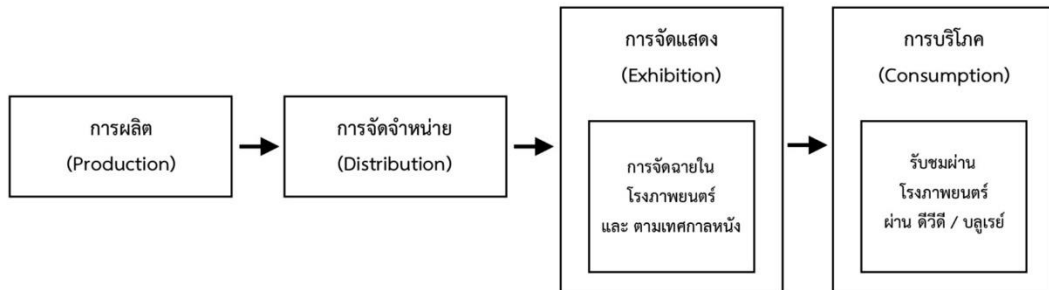 การผลิต
(Production)
การจัดจำหน่าย
(Distribution)
การจัดแสดง
(Exhibition)
การจัดฉายใน
โรงภาพยนตร์
และ ตามเทศกาลหนัง
การบริโภค
(Consumption)
รับชมผ่าน
โรงภาพยนตร์
ผ่าน ดีวีดี / บลูเรย์